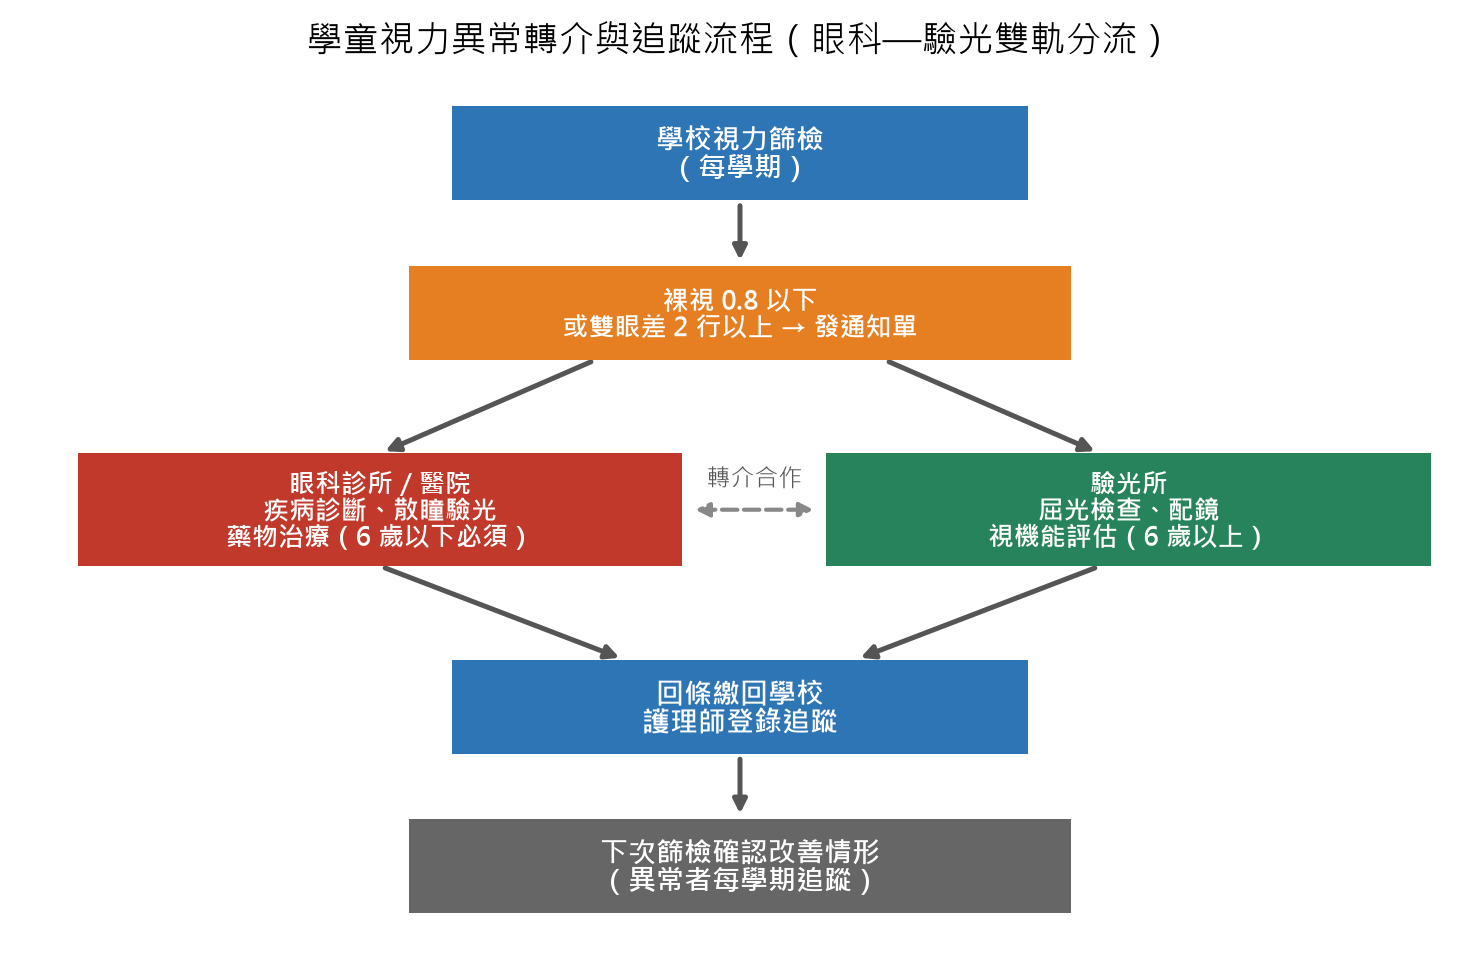 學童視力異常轉介與追蹤流程（眼科—驗光雙軌分流）
學校視力篩檢
（每學期）
裸視 0.8 以下
或雙眼差 2 行以上 → 發通知單
眼科診所 / 醫院
疾病診斷、散瞳驗光
藥物治療（6 歲以下必須）
轉介合作
驗光所
屈光檢查、配鏡
視機能評估（6 歲以上）
回條繳回學校
護理師登錄追蹤
下次篩檢確認改善情形
（異常者每學期追蹤）